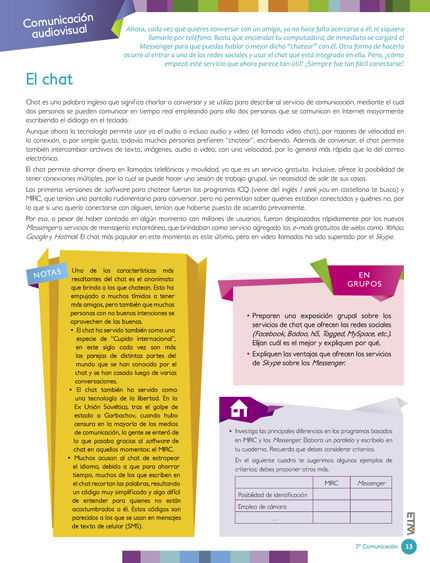 Comunicación
audiovisual
Ahora, cada vez que quieres conversar con un amigo, ya no hace falta acercarse a él; ni siquiera
llamarlo por teléfono. Basta que enciendas tu computadora; de inmediato se cargará el
Messenger para que puedas hablar o mejor dicho “chatear” con él. Otra forma de hacerlo
ocurre al entrar a una de las redes sociales y usar el chat que está integrado en ella. Pero, ¿cómo
empezó este servicio que ahora parece tan útil? ¡Siempre fue tan fácil conectarse!
El chat
Chat es una palabra inglesa que significa charlar o conversar y se utiliza para describir al servicio de comunicación, mediante el cual
dos personas se pueden comunicar en tiempo real empleando para ello dos personas que se comunican en Internet mayormente
escribiendo el diálogo en el teclado.
Aunque ahora la tecnología permite usar ya el audio o incluso audio y video (el llamado video chat), por razones de velocidad en
la conexión, o por simple gusto, todavía muchas personas prefieren “chatear”, escribiendo. Además de conversar, el chat permite
también intercambiar archivos de texto, imágenes, audio o video, con una velocidad, por lo general más rápida que la del correo
electrónico.
El chat permite ahorrar dinero en llamadas telefónicas y movilidad, ya que es un servicio gratuito. Inclusive, ofrece la posibilidad de
tener conexiones múltiples, por lo cual se puede hacer una sesión de trabajo grupal, sin necesidad de salir de sus casas.
Las primeras versiones de software para chatear fueron los programas ICQ (viene del inglés I seek you en castellano te busco) y
MIRC, que tenían una pantalla rudimentaria para conversar, pero no permitían saber quiénes estaban conectados y quiénes no, por
lo que si uno quería conectarse con alguien, tenían que haberse puesto de acuerdo previamente.
Por eso, a pesar de haber contado en algún momento con millones de usuarios, fueron desplazados rápidamente por los nuevos
Messenger o servicios de mensajería instantánea, que brindaban como servicio agregado los e-mails gratuitos de webs como Yahoo,
Google y Hotmail. El chat más popular en este momento es este último, pero en video llamadas ha sido superado por el Skype.
NOTAS
Una de las características más
resaltantes del chat es el anonimato
que brinda a los que chatean. Esto ha
empujado a muchos tímidos a tener
más amigos, pero también que muchas
personas con no buenas intenciones se
aprovechen de las buenas.
• El chat ha servido también como una
especie de “Cupido internacional”,
en este siglo cada vez son más
las parejas de distintas partes del
mundo que se han conocido por el
chat y se han casado luego de varias
conversaciones.
• El chat también ha servido como
una tecnología de la libertad. En la
Ex Unión Soviética, tras el golpe de
estado a Gorbachov, cuando hubo
censura en la mayoría de los medios
de comunicación, la gente se enteró de
lo que pasaba gracias al software de
chat en aquellos momentos: el MIRC.
• Muchos acusan al chat de estropear
el idioma, debido a que para ahorrar
tiempo, muchos de los que escriben en
el chat recortan las palabras, resultando
un código muy simplificado y algo difícil
de entender para quienes no están
acostumbrados a él. Estos códigos son
parecidos a los que se usan en mensajes
de texto de celular (SMS).
EN
GRUPOS
• Preparen una exposición grupal sobre los
servicios de chat que ofrecen las redes sociales
(Facebook, Badoo, hi5, Tagged, MySpace, etc.).
Elijan cuál es el mejor y expliquen por qué.
• Expliquen las ventajas que ofrecen los servicios
de Skype sobre los Messenger.
• Investiga las principales diferencias en los programas basados
en MIRC y los Messenger. Elabora un paralelo y escríbelo en
tu cuaderno. Recuerda que debes considerar criterios.
En el siguiente cuadro te sugerimos algunos ejemplos de
criterios; debes proponer otros más.
MIRC Messenger
Posibilidad de identificación
Empleo de cámara
...
ETM
3° Comunicación 13